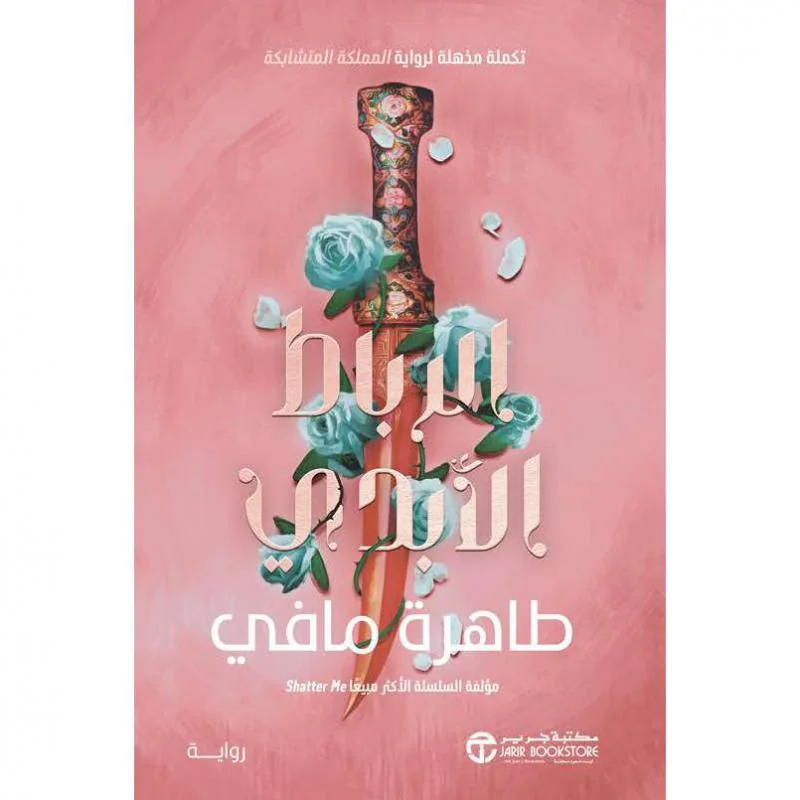 تكملة مذهلة لرواية المملكة المتشابكة
الرباط
الأبدي
طاهرة مافي
مؤلفة السلسلة الأكثر مبيعًا Shatter Me
رواية
مكتبة جرير
JARIR BOOKSTORE